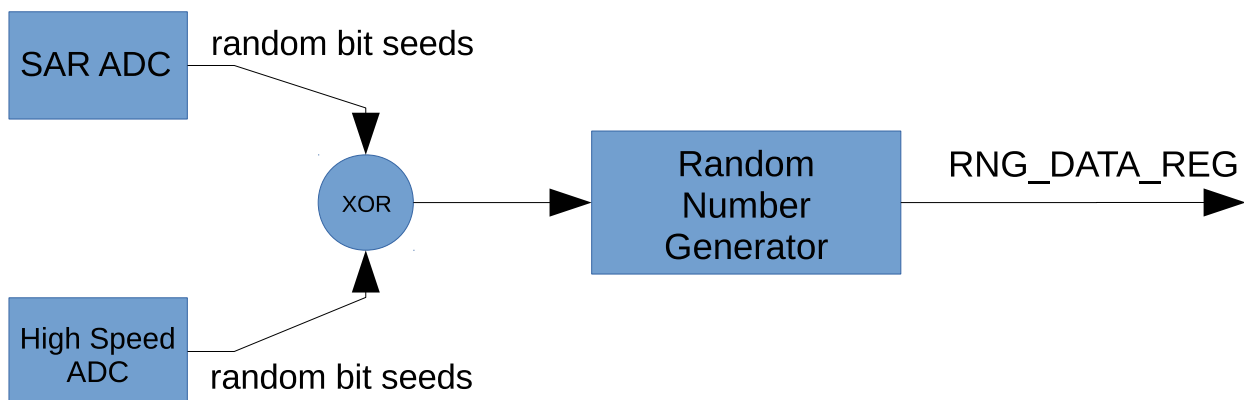 SAR ADC
random bit seeds
XOR
Random
Number
Generator
RNG_DATA_REG
High Speed
ADC
random bit seeds